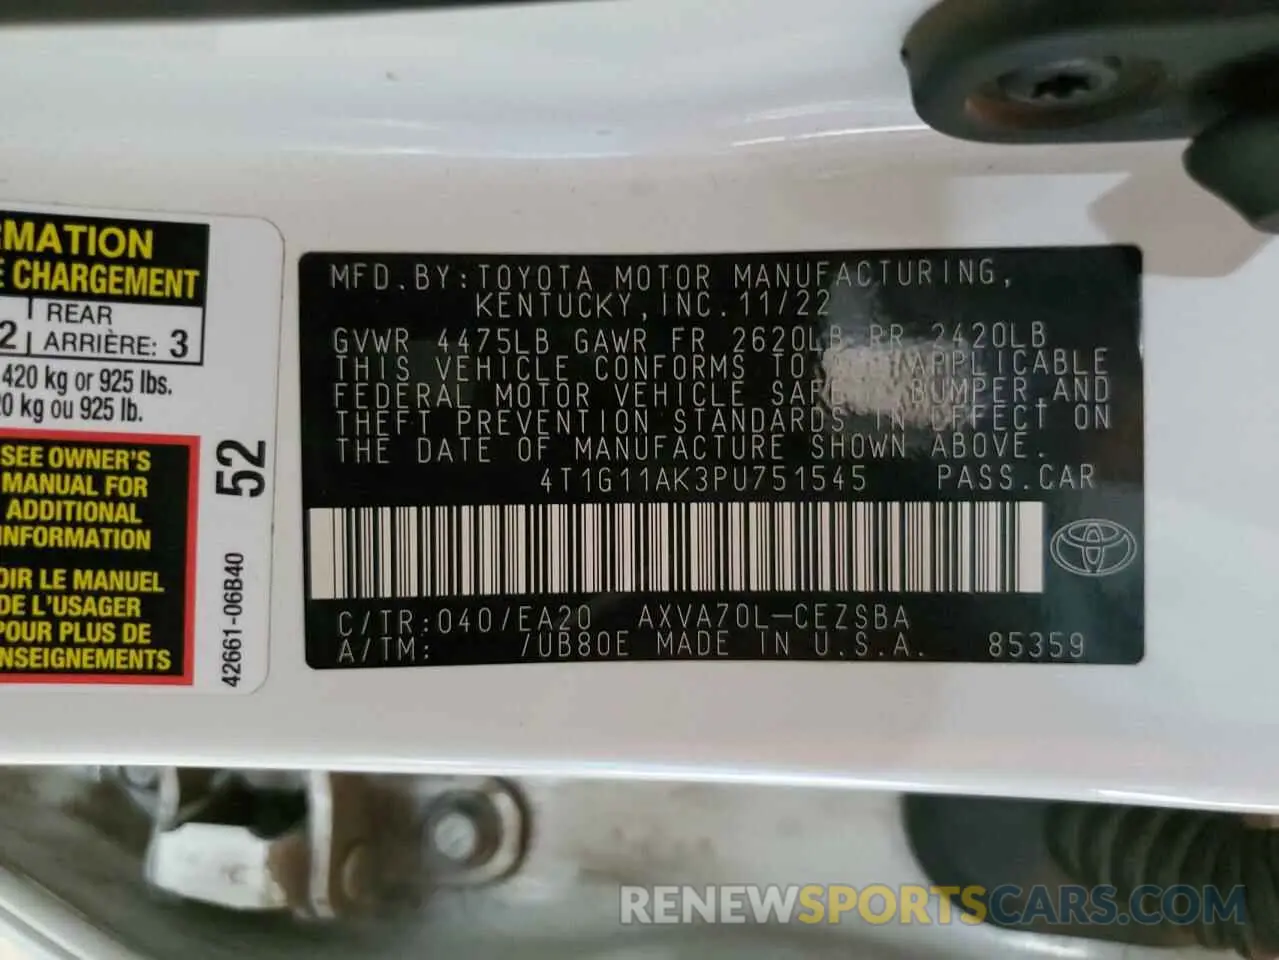 RMATION
E CHARGEMENT
2 REAR
ARRIÈRE: 3
420 kg or 925 lbs.
20 kg ou 925 lb.
SEE OWNER'S
MANUAL FOR
ADDITIONAL
INFORMATION
OIR LE MANUEL
DE L'USAGER
POUR PLUS DE
NSEIGNEMENTS
52
42661-06B40
MFD.BY:TOYOTA MOTOR MANUFACTURING,
KENTUCKY,INC.11/22
GVWR 4475LB GAWR FR 2620LB RR 2420LB
THIS VEHICLE CONFORMS TO APPLICABLE
FEDERAL MOTOR VEHICLE BUMPER,AND
THEFT PREVENTION STANDARDS IN EFFECT ON
THE DATE OF MANUFACTURE SHOWN ABOVE.
4T1G11AK3PU751545 PASS.CAR
C/TR:040/EA20 AXVA70L-CEZSBA
A/TM: /UB80E MADE IN U.S.A. 85359
RENEWSPORTSCARS.COM